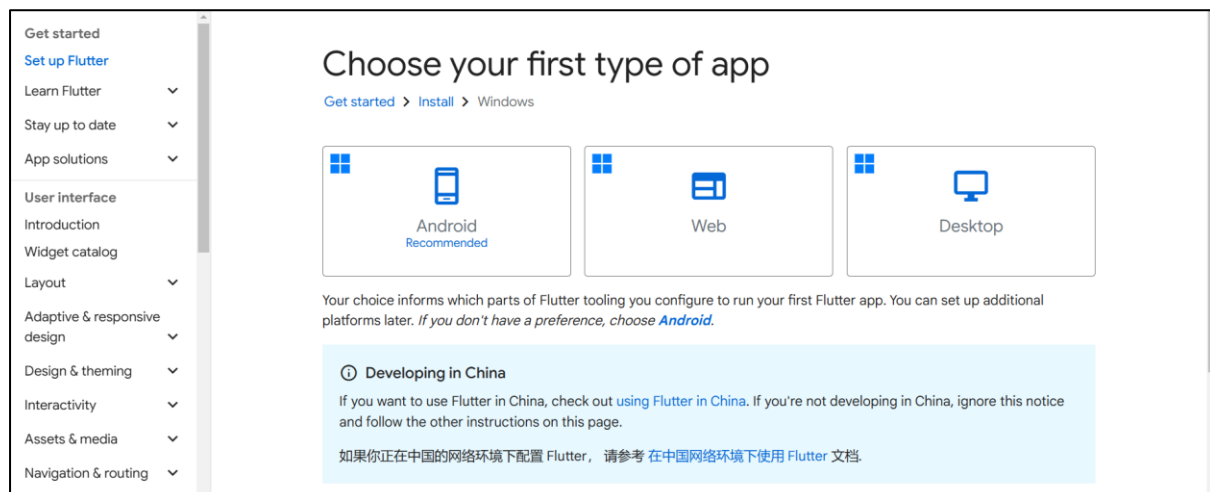 Get started
Set up Flutter
Learn Flutter
Stay up to date
App solutions
User interface
Introduction
Widget catalog
Layout
Adaptive & responsive
design
Design & theming
Interactivity
Assets & media
Navigation & routing
Choose your first type of app
Get started > Install > Windows
Android
Recommended
Web
Desktop
Your choice informs which parts of Flutter tooling you configure to run your first Flutter app. You can set up additional
platforms later. If you don't have a preference, choose Android.
Developing in China
If you want to use Flutter in China, check out using Flutter in China. If you're not developing in China, ignore this notice
and follow the other instructions on this page.
如果你正在中国的网络环境下配置 Flutter， 请参考 在中国网络环境下使用 Flutter 文档.